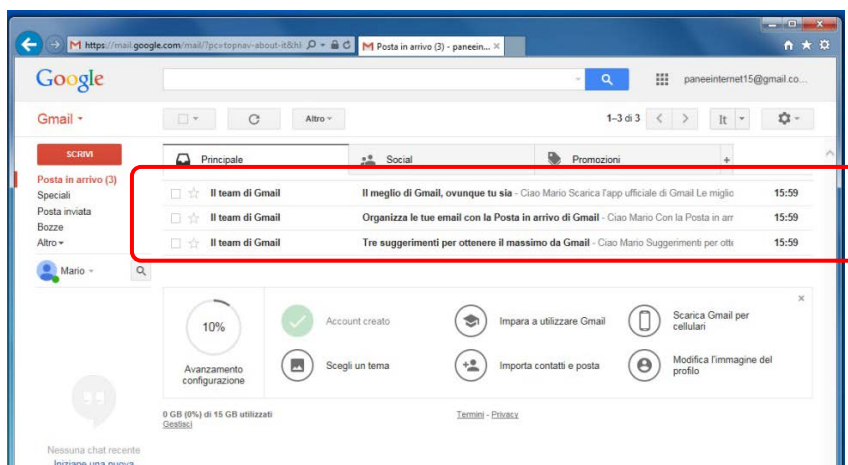 https://mail.google.com/mail/?pc=topnav-about-it&hl
Posta in arrivo (3) - paneein...
Google
paneeinternet15@gmail.co...
Gmail
Altro
1–3 di 3
It
SCRIVI
Principale
Social
Promozioni
+
Posta in arrivo (3)
Speciali
Posta inviata
Bozze
Altro
Il team di Gmail Il meglio di Gmail, ovunque tu sia - Ciao Mario Scarica l'app ufficiale di Gmail Le miglio 15:59
Il team di Gmail Organizza le tue email con la Posta in arrivo di Gmail - Ciao Mario Con la Posta in arr 15:59
Il team di Gmail Tre suggerimenti per ottenere il massimo da Gmail - Ciao Mario Suggerimenti per otte 15:59
Mario
10%
Avanzamento
configurazione
Account creato
Impara a utilizzare Gmail
Scarica Gmail per
cellulari
Scegli un tema
Importa contatti e posta
Modifica l'immagine del
profilo
0 GB (0%) di 15 GB utilizzati
Gestisci
Termini - Privacy
Nessuna chat recente
Iniziane una nuova